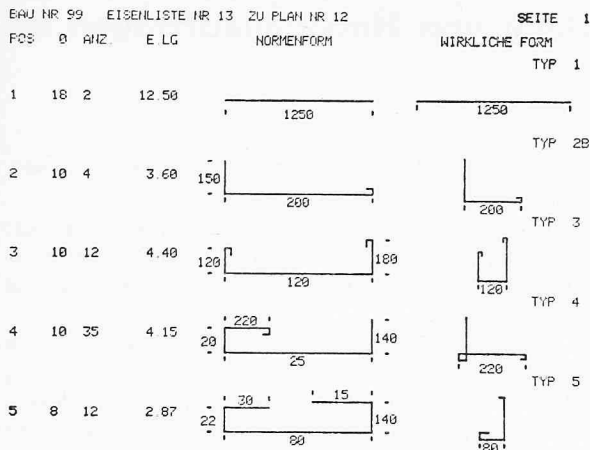 BAU NR 99 EISENLISTE NR 13 ZU PLAN NR 12 SEITE 1
POS Ø ANZ. E.LG NORMENFORM WIRKLICHE FORM
TYP 1
1 18 2 12.50
1250 1250
TYP 2B
2 10 4 3.60 150
200 200
TYP 3
3 10 12 4.40 120 180
120 120
TYP 4
220
4 10 35 4.15 20 140
25 220
TYP 5
30 15
5 8 12 2.87 22 140
80 80